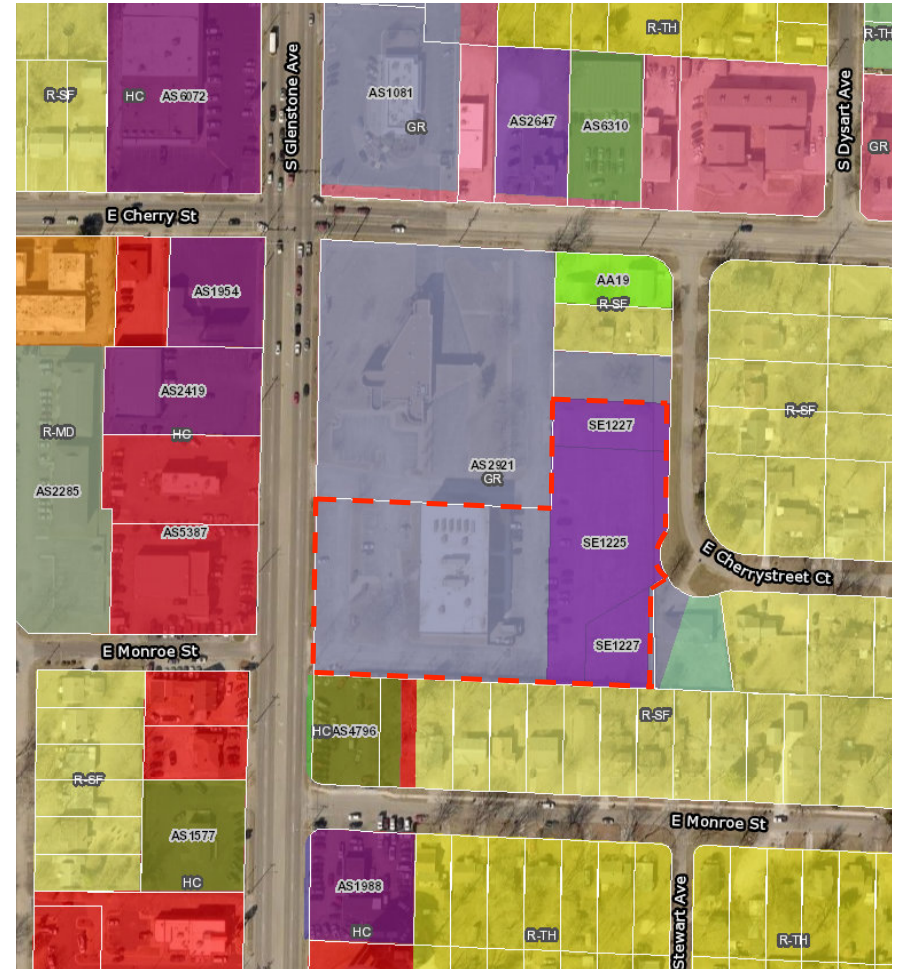 R-TH
R-TH
S Glenstone Ave
S Dysart Ave
R-SF
HC
AS6072
AS1081
GR
AS2647
AS6310
GR
E Cherry St
AS1954
AA19
R-SF
AS2419
HC
R-MD
R-SF
SE1227
AS2921
GR
AS2285
AS5387
SE1225
E Cherrystreet Ct
E Monroe St
SE1227
HC
AS4796
R-SF
R-SF
E Monroe St
AS1577
HC
AS1988
HC
R-TH
Stewart Ave
R-TH